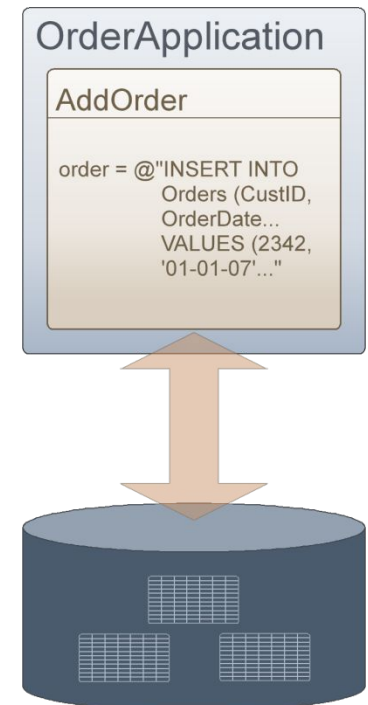 OrderApplication
AddOrder
order = @"INSERT INTO
Orders (CustID,
OrderDate...
VALUES (2342,
'01-01-07'..."